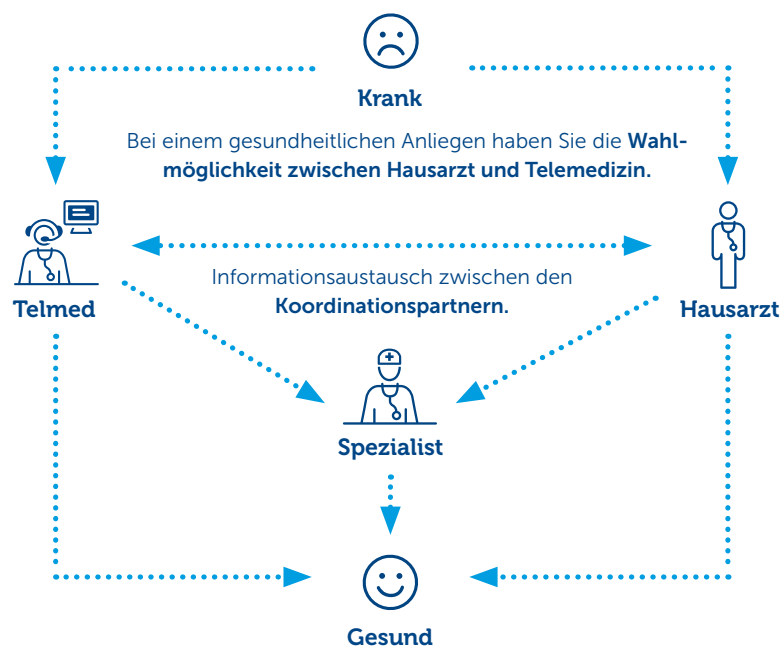 Krank
Bei einem gesundheitlichen Anliegen haben Sie die Wahl-
möglichkeit zwischen Hausarzt und Telemedizin.
Informationsaustausch zwischen den
Koordinationspartnern.
Telmed
Hausarzt
Spezialist
Gesund